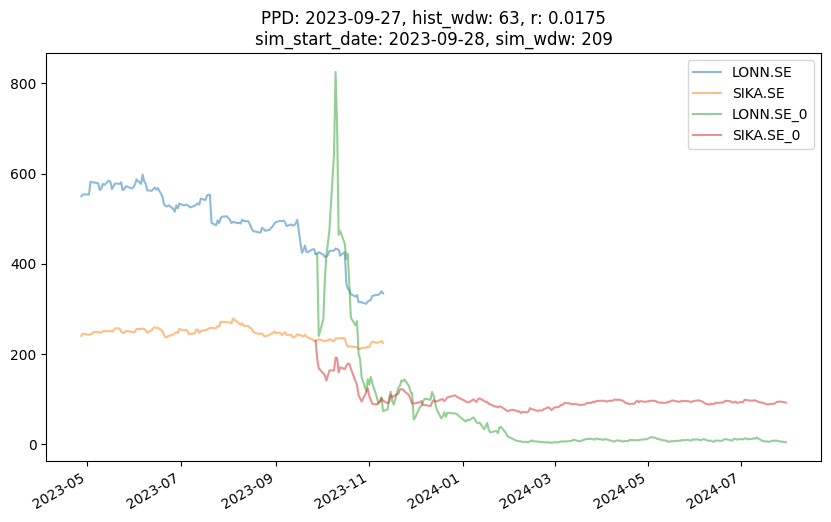 PPD: 2023-09-27, hist_wdw: 63, r: 0.0175
sim_start_date: 2023-09-28, sim_wdw: 209
LONN.SE
SIKA.SE
LONN.SE_0
SIKA.SE_0
800
600
400
200
0
2023-05
2023-07
2023-09
2023-11
2024-01
2024-03
2024-05
2024-07